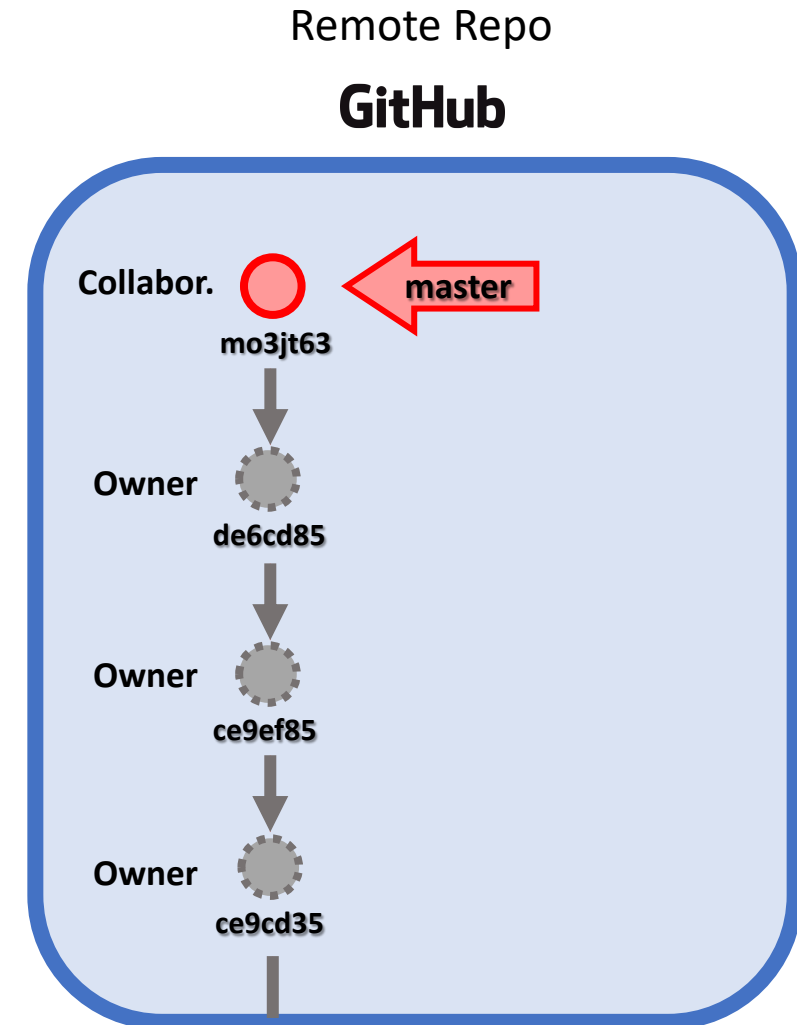 Remote Repo
GitHub
Collabor.
master
mo3jt63
Owner
de6cd85
Owner
ce9ef85
Owner
ce9cd35